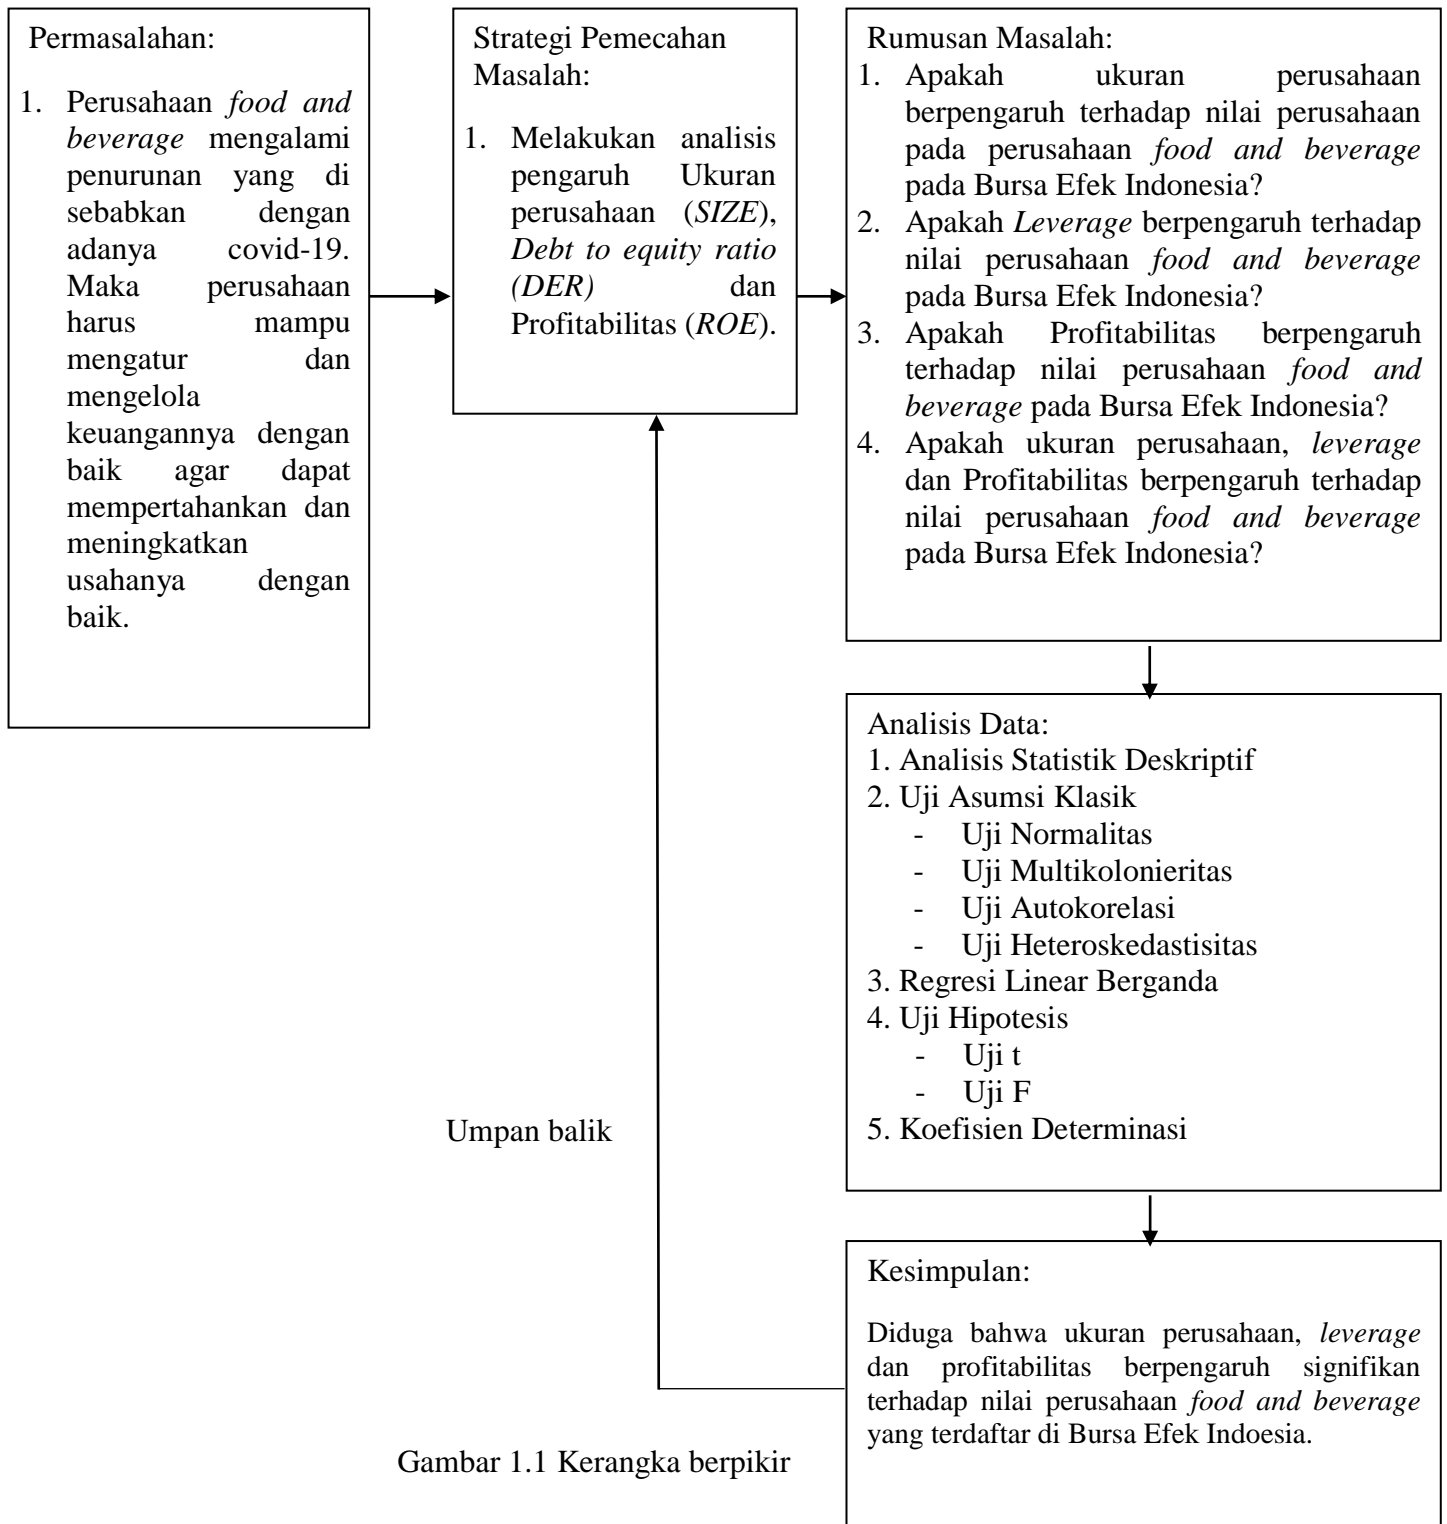 Permasalahan:
1. Perusahaan food and
beverage mengalami
penurunan yang di
sebabkan dengan
adanya covid-19.
Maka perusahaan
harus mampu
mengatur dan
mengelola
keuangannya dengan
baik agar dapat
mempertahankan dan
meningkatkan
usahanya dengan
baik.
Strategi Pemecahan
Masalah:
1. Melakukan analisis
pengaruh Ukuran
perusahaan (SIZE),
Debt to equity ratio
(DER) dan
Profitabilitas (ROE).
Rumusan Masalah:
1. Apakah ukuran perusahaan
berpengaruh terhadap nilai perusahaan
pada perusahaan food and beverage
pada Bursa Efek Indonesia?
2. Apakah Leverage berpengaruh terhadap
nilai perusahaan food and beverage
pada Bursa Efek Indonesia?
3. Apakah Profitabilitas berpengaruh
terhadap nilai perusahaan food and
beverage pada Bursa Efek Indonesia?
4. Apakah ukuran perusahaan, leverage
dan Profitabilitas berpengaruh terhadap
nilai perusahaan food and beverage
pada Bursa Efek Indonesia?
Analisis Data:
1. Analisis Statistik Deskriptif
2. Uji Asumsi Klasik
- Uji Normalitas
- Uji Multikolonieritas
- Uji Autokorelasi
- Uji Heteroskedastisitas
3. Regresi Linear Berganda
4. Uji Hipotesis
- Uji t
- Uji F
5. Koefisien Determinasi
Umpan balik
Kesimpulan:
Diduga bahwa ukuran perusahaan, leverage
dan profitabilitas berpengaruh signifikan
terhadap nilai perusahaan food and beverage
yang terdaftar di Bursa Efek Indoesia.
Gambar 1.1 Kerangka berpikir